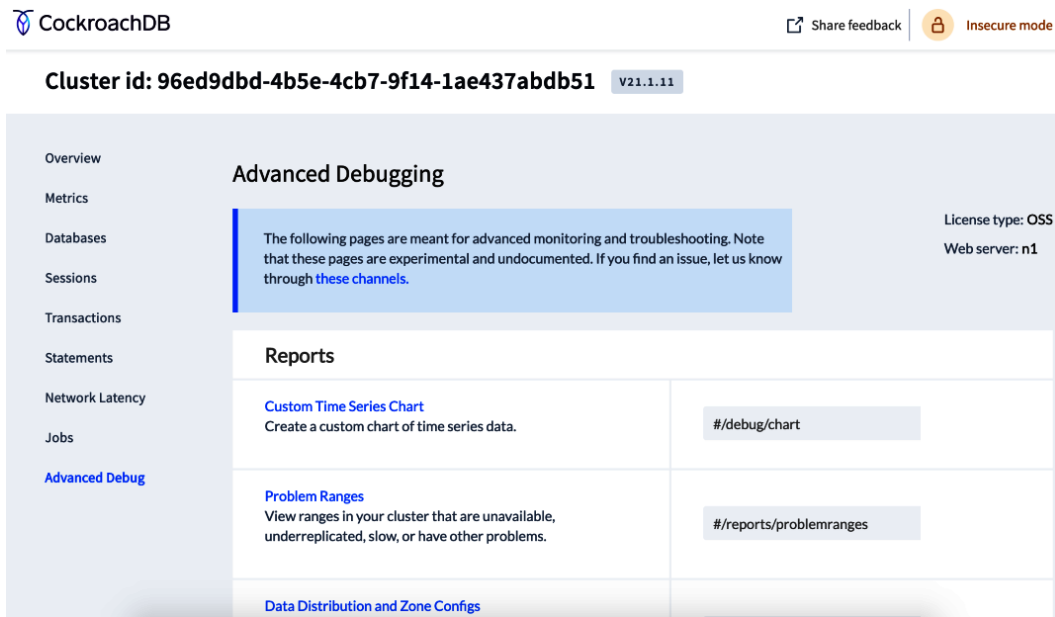 CockroachDB
Share feedback
Insecure mode
Cluster id: 96ed9dbd-4b5e-4cb7-9f14-1ae437abdb51
V21.1.11
Overview
Metrics
Databases
Sessions
Transactions
Statements
Network Latency
Jobs
Advanced Debug
Advanced Debugging
The following pages are meant for advanced monitoring and troubleshooting. Note
that these pages are experimental and undocumented. If you find an issue, let us know
through these channels.
License type: OSS
Web server: n1
Reports
Custom Time Series Chart
Create a custom chart of time series data.
#/debug/chart
Problem Ranges
View ranges in your cluster that are unavailable,
underreplicated, slow, or have other problems.
#/reports/problemranges
Data Distribution and Zone Configs